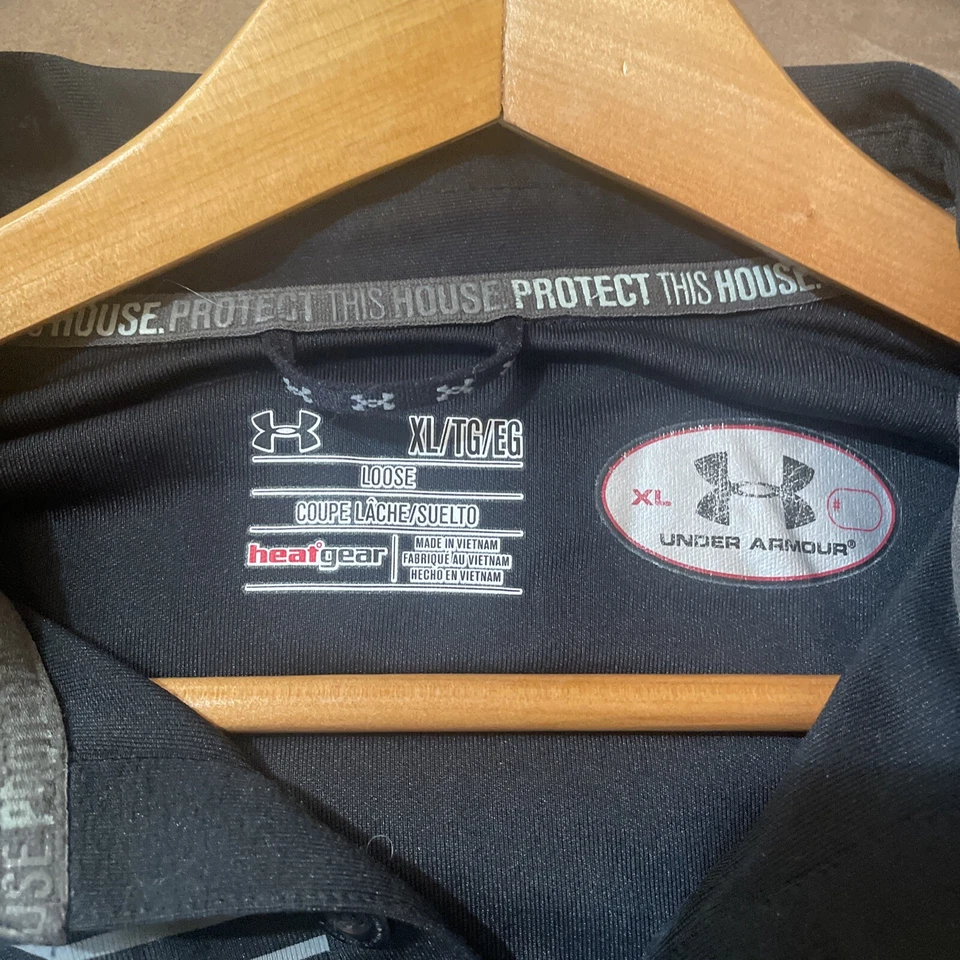 HOUSE. PROTECT THIS HOUSE. PROTECT THIS HOUSE.
XL/TG/EG
LOOSE
COUPE LÂCHE/SUELTO
heatgear
MADE IN VIETNAM
FABRIQUÉ AU VIETNAM
HECHO EN VIETNAM
XL
#
UNDER ARMOUR®